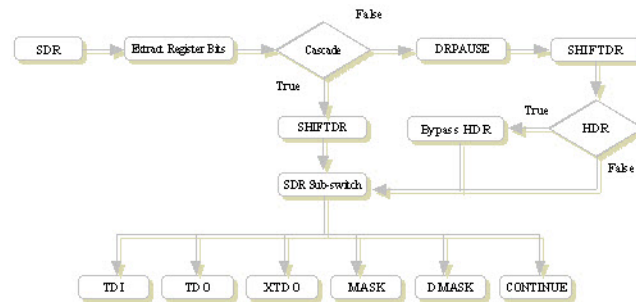 False
SDR
Extract Register Bits
Cascade
DRPAUSE
SHIFTDR
True
True
SHIFTDR
Bypass HDR
HDR
False
SDR Sub-switch
TDI
TDO
XTDO
MASK
DMASK
CONTINUE